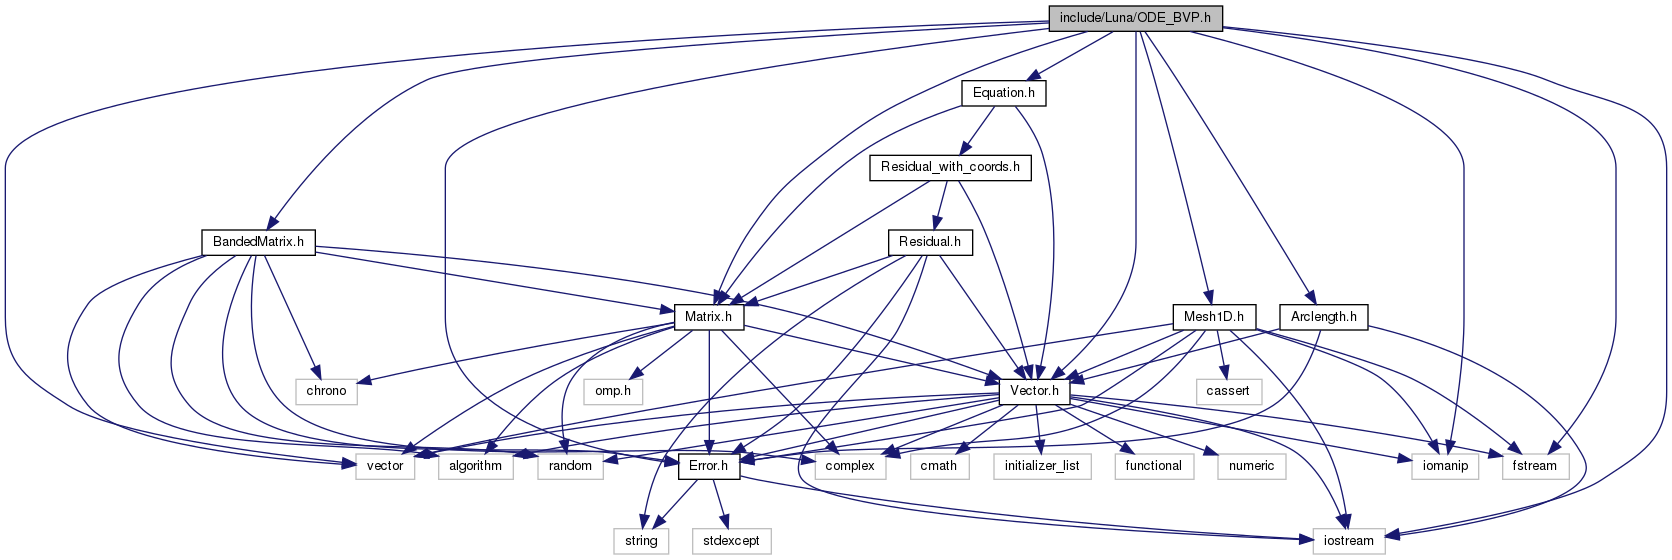 include/Luna/ODE_BVP.h
Equation.h
Residual_with_coords.h
BandedMatrix.h
Residual.h
Matrix.h
Mesh1D.h
Arclength.h
chrono
omp.h
Vector.h
cassert
vector
algorithm
random
Error.h
complex
cmath
initializer_list
functional
numeric
iomanip
fstream
string
stdexcept
iostream